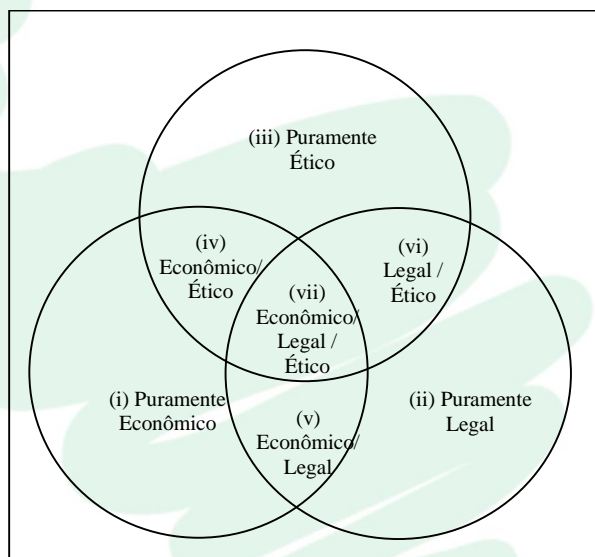 (iii) Puramente
Ético
(iv)
Econômico/
Ético
(vi)
Legal /
Ético
(vii)
Econômico/
Legal /
Ético
(i) Puramente
Econômico
(ii) Puramente
Legal
(v)
Econômico/
Legal